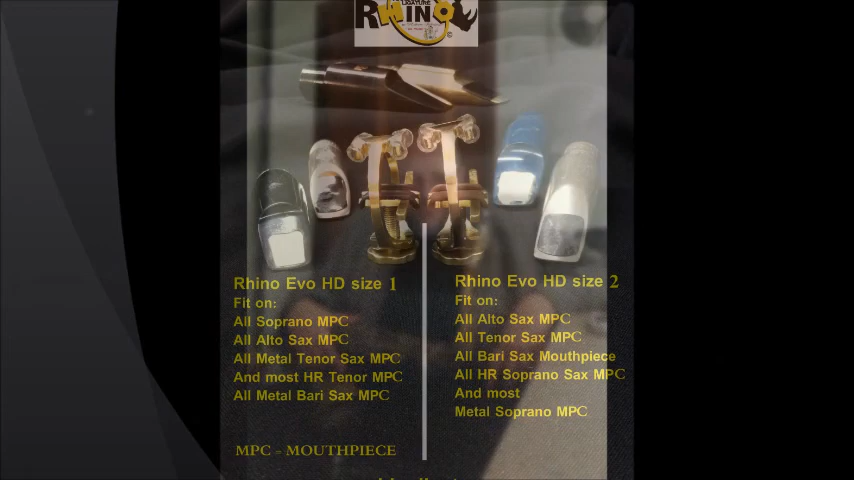 RHINO
Rhino Evo HD size 1
Fit on:
All Soprano MPC
All Alto Sax MPC
All Metal Tenor Sax MPC
And most HR Tenor MPC
All Metal Bari Sax MPC
MPC = MOUTHPIECE
Rhino Evo HD size 2
Fit on:
All Alto Sax MPC
All Tenor Sax MPC
All Bari Sax Mouthpiece
All HR Soprano Sax MPC
And most
Metal Soprano MPC